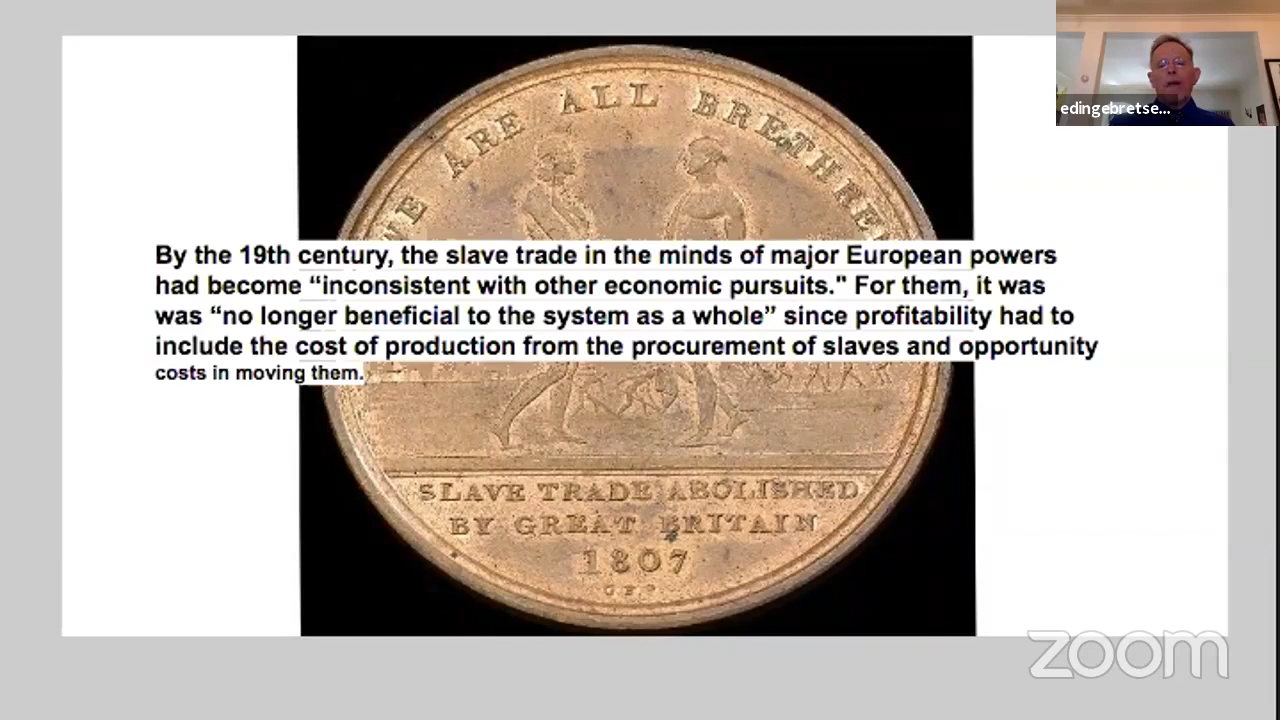 WE ARE ALL BRETHREN
edingebretse...
By the 19th century, the slave trade in the minds of major European powers
had become “inconsistent with other economic pursuits." For them, it was
was “no longer beneficial to the system as a whole” since profitability had to
include the cost of production from the procurement of slaves and opportunity
costs in moving them.
SLAVE TRADE ABOLISHED
BY GREAT BRITAIN
1807
zoom